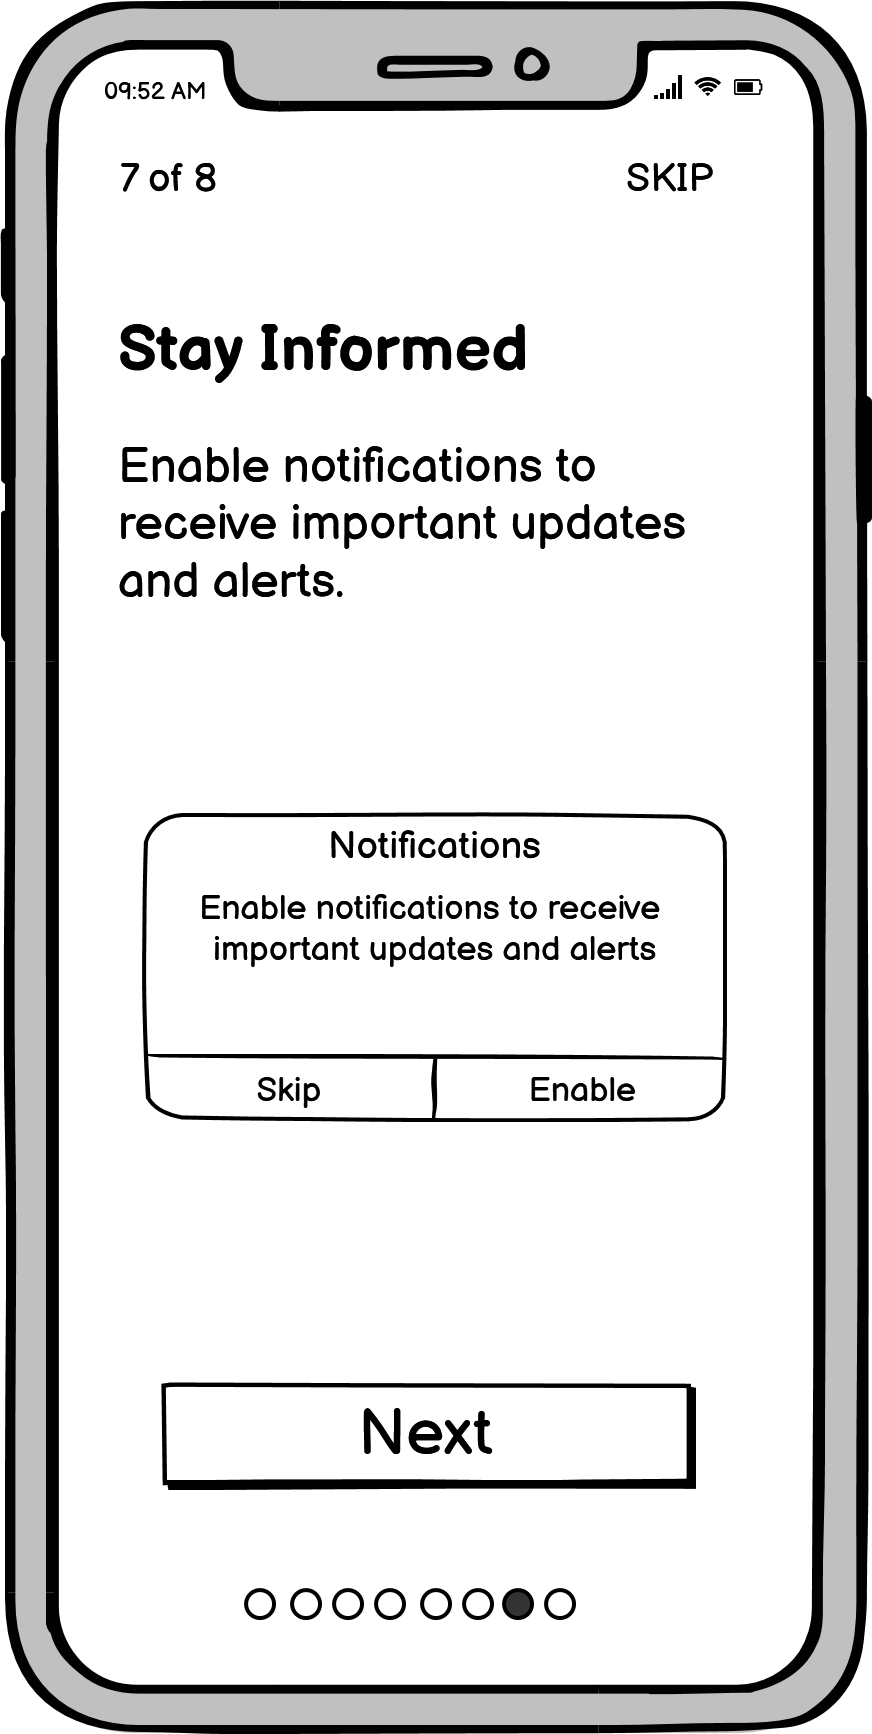 09:52 AM
7 of 8
SKIP
Stay Informed
Enable notifications to
receive important updates
and alerts.
Notifications
Enable notifications to receive
important updates and alerts
Skip
Enable
Next